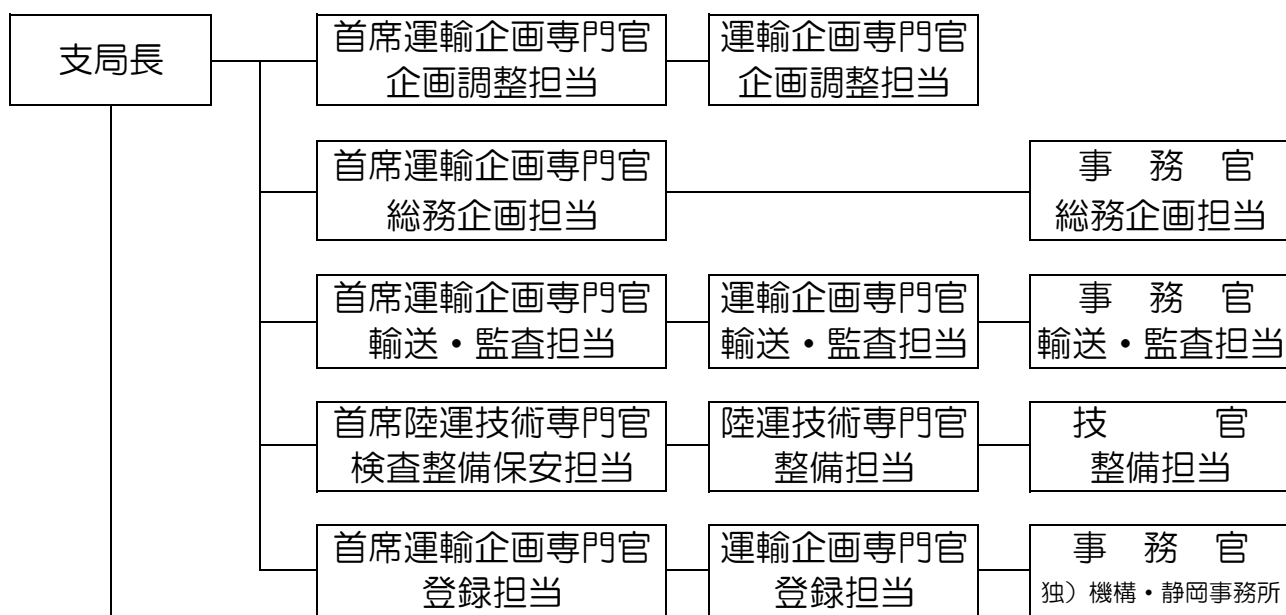 支局長
首席運輸企画専門官
企画調整担当
運輸企画専門官
企画調整担当
首席運輸企画専門官
総務企画担当
事　務　官
総務企画担当
首席運輸企画専門官
輸送・監査担当
運輸企画専門官
輸送・監査担当
事　務　官
輸送・監査担当
首席陸運技術専門官
検査整備保安担当
陸運技術専門官
整備担当
技　　　官
整備担当
首席運輸企画専門官
登録担当
運輸企画専門官
登録担当
事　務　官
独）機構・静岡事務所